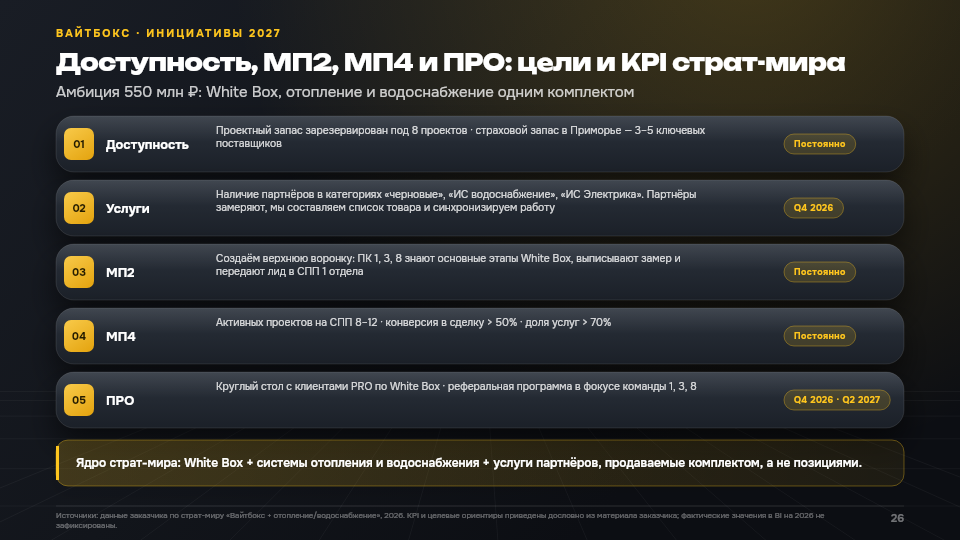 ВАЙТБОКС · ИНИЦИАТИВЫ 2027
Доступность, МП2, МП4 и ПРО: цели и KPI страт-мира
Амбиция 550 млн ₽: White Box, отопление и водоснабжение одним комплектом
01
Доступность
Проектный запас зарезервирован под 8 проектов · страховой запас в Приморье — 3–5 ключевых
поставщиков
Постоянно
02
Услуги
Наличие партнёров в категориях «черновые», «ИС водоснабжение», «ИС Электрика». Партнёры
замеряют, мы составляем список товара и синхронизируем работу
Q4 2026
03
МП2
Создаём верхнюю воронку: ПК 1, 3, 8 знают основные этапы White Box, выписывают замер и
передают лид в СПП 1 отдела
Постоянно
04
МП4
Активных проектов на СПП 8–12 · конверсия в сделку > 50% · доля услуг > 70%
Постоянно
05
ПРО
Круглый стол с клиентами PRO по White Box · реферальная программа в фокусе команды 1, 3, 8
Q4 2026 · Q2 2027
Ядро страт-мира: White Box + системы отопления и водоснабжения + услуги партнёров, продаваемые комплектом, а не позициями.
Источники: данные заказчика по страт-миру «Вайтбокс + отопление/водоснабжение», 2026. KPI и целевые ориентиры приведены дословно из материала заказчика; фактические значения в BI на 2026 не
зафиксированы.
26